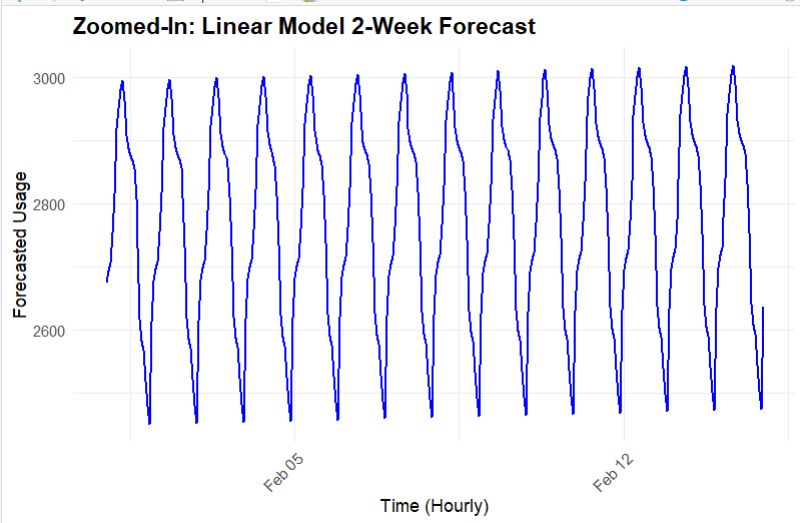 Zoomed-In: Linear Model 2-Week Forecast
3000
2800
2600
Forecasted Usage
Feb 05
Feb 12
Time (Hourly)